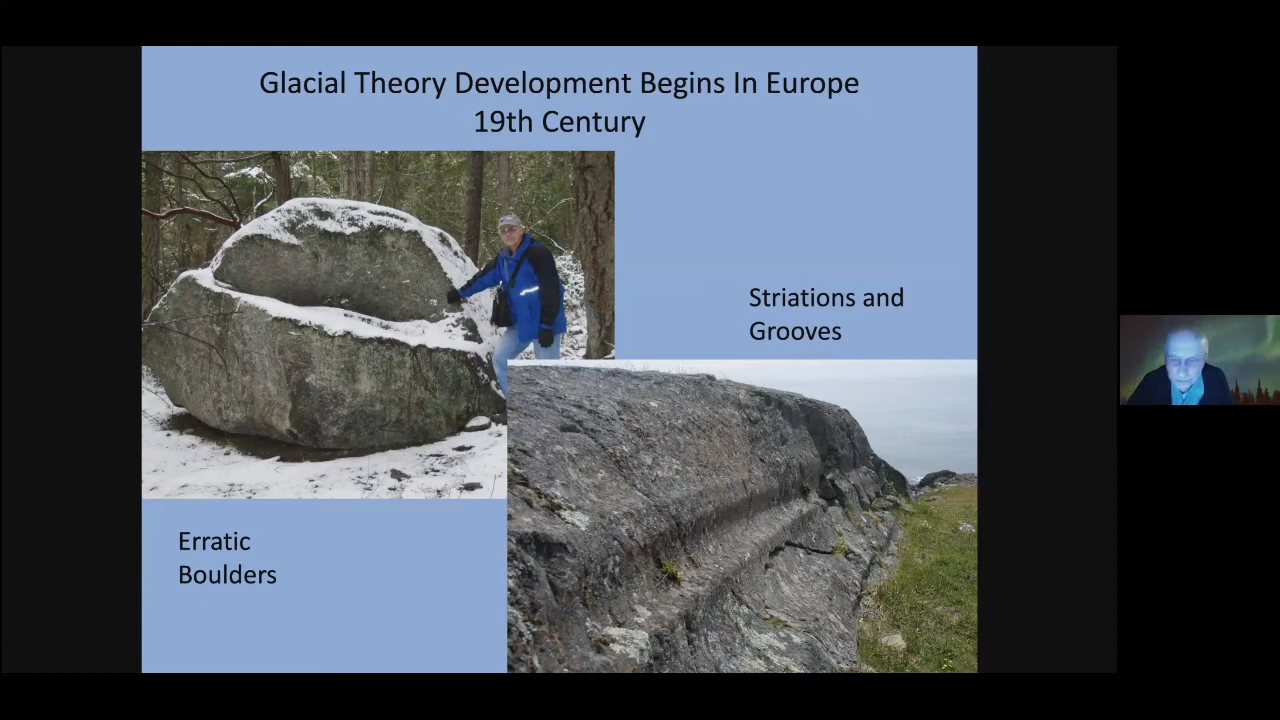 Glacial Theory Development Begins In Europe
19th Century
Striations and
Grooves
Erratic
Boulders